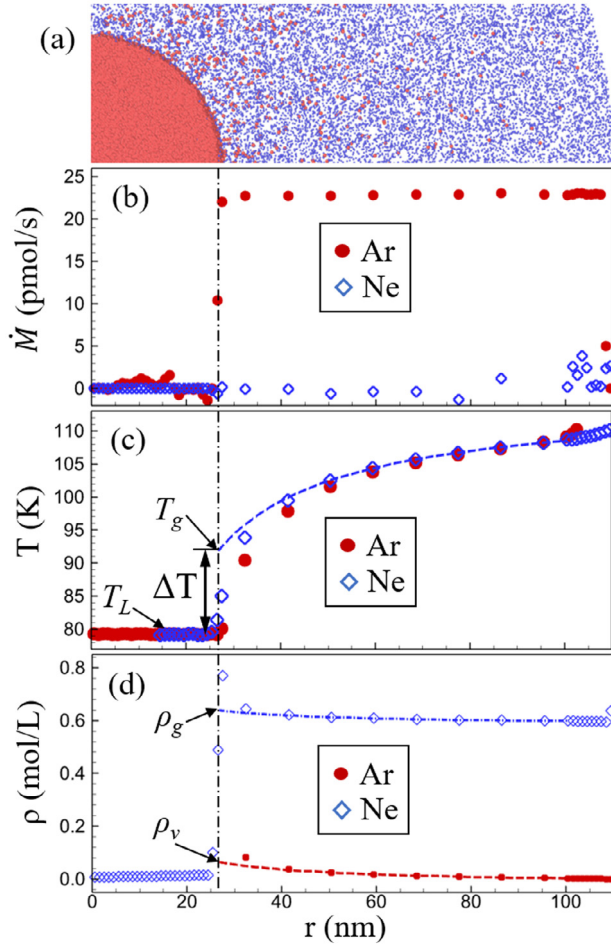 (a)
25
20
15
10
5
0
Ṁ (pmol/s)
(b)
Ar
Ne
110
105
100
95
90
85
80
T (K)
(c)
T_g
ΔT
T_L
Ar
Ne
0.8
0.6
0.4
0.2
0.0
ρ (mol/L)
(d)
ρ_g
ρ_v
Ar
Ne
0 20 40 60 80 100
r (nm)